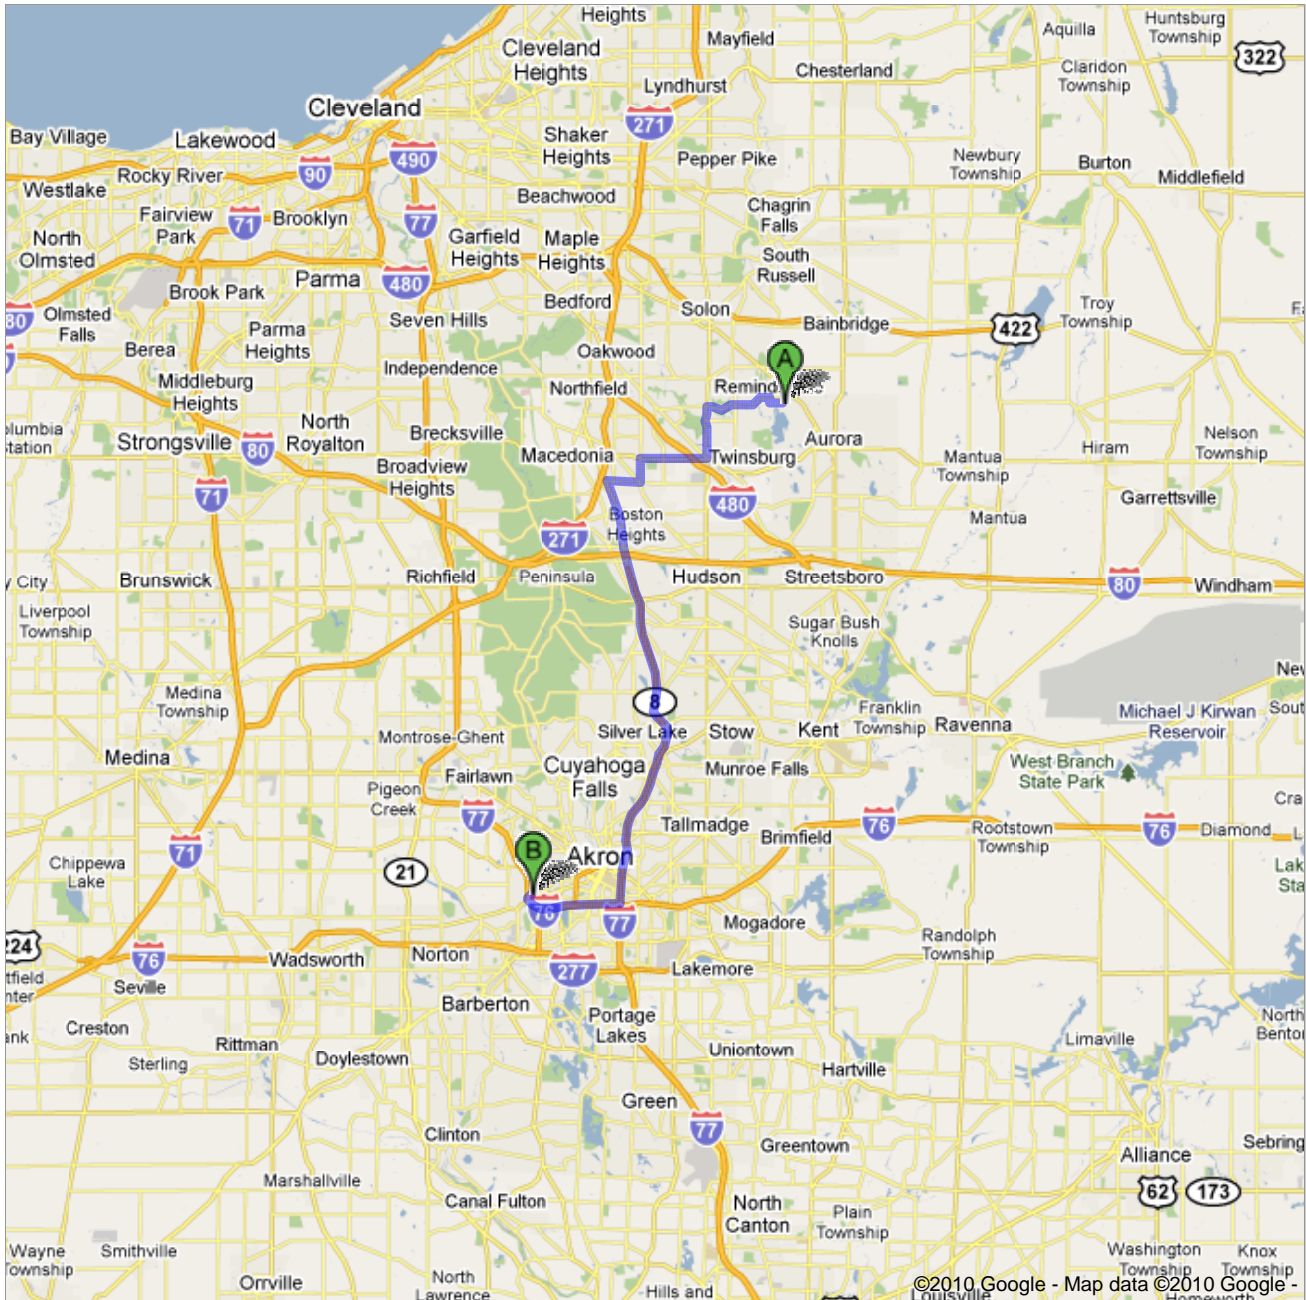 Heights
Huntsburg
Township
Aquilla
Mayfield
Cleveland
Heights
322
Chesterland
Claridon
Township
Lyndhurst
Cleveland
271
Bay Village
Lakewood
Shaker
Heights
490
Pepper Pike
Newbury
Township
Burton
Rocky River
90
Middlefield
Westlake
Beachwood
Chagrin
Falls
Fairview
Park
71
Brooklyn
77
North
Olmsted
Garfield
Heights
Maple
Heights
South
Russell
Parma
480
Brook Park
Bedford
Solon
Troy
Township
80
Olmsted
Falls
Seven Hills
Bainbridge
422
Parma
Heights
Berea
Oakwood
A
Independence
Middleburg
Heights
Northfield
North
Royalton
Brecksville
Aurora
Strongsville
80
Macedonia
Twinsburg
Hiram
Nelson
Township
Mantua
Township
Broadview
Heights
71
480
Garrettsville
Boston
Heights
Mantua
271
Brunswick
Richfield
Peninsula
Hudson
Streetsboro
80
Windham
y City
Liverpool
Township
Sugar Bush
Knolls
Medina
Township
8
Franklin
Township
Michael J Kirwan
Reservoir
Ravenna
Silver Lake
Stow
Kent
Montrose-Ghent
Medina
Cuyahoga
Falls
Munroe Falls
West Branch
State Park
Fairlawn
Pigeon
Creek
77
Tallmadge
Brimfield
76
Rootstown
Township
76
Diamond
71
B
Akron
Chippewa
Lake
21
76
77
Mogadore
Randolph
Township
224
76
Wadsworth
Norton
277
Lakemore
Seville
Barberton
Portage
Lakes
Creston
Rittman
Limaville
Sterling
Doylestown
Uniontown
Hartville
Green
77
Clinton
Greentown
Sebring
Alliance
Marshallville
62
173
Canal Fulton
North
Canton
Plain
Township
Wayne
Township
Smithville
Washington
Township
Knox
Township
Orrville
North
Lawrence
Hills and
Louisville
©2010 Google - Map data ©2010 Google -